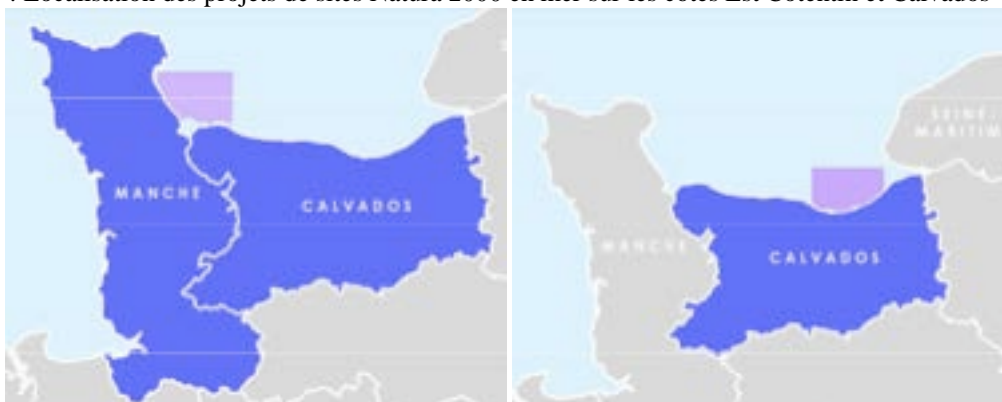 : Localisation des projets de sites Natura 2000 en mer sur les côtes Est Cotentin et Calvados
MANCHE
CALVADOS
SEINE-
MARITIM
MANCHE
CALVADOS